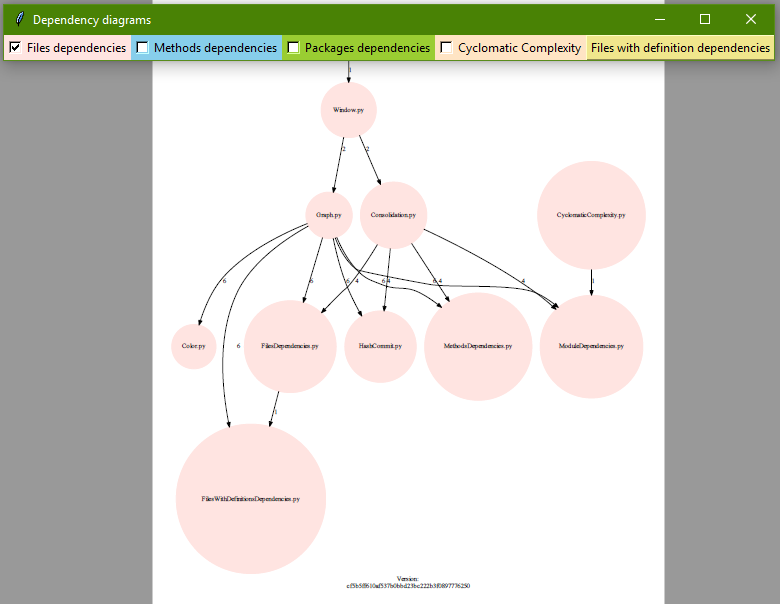 Dependency diagrams
Files dependencies Methods dependencies Packages dependencies Cyclomatic Complexity Files with definition dependencies
1
Window.py
2 2
Graph.py Consolidation.py CyclomaticComplexity.py
6 6 6 4 6 4 6 4 4 1
Color.py 6 FilesDependencies.py HashCommit.py MethodsDependencies.py ModuleDependencies.py
1
FilesWithDefinitionsDependencies.py
Version: